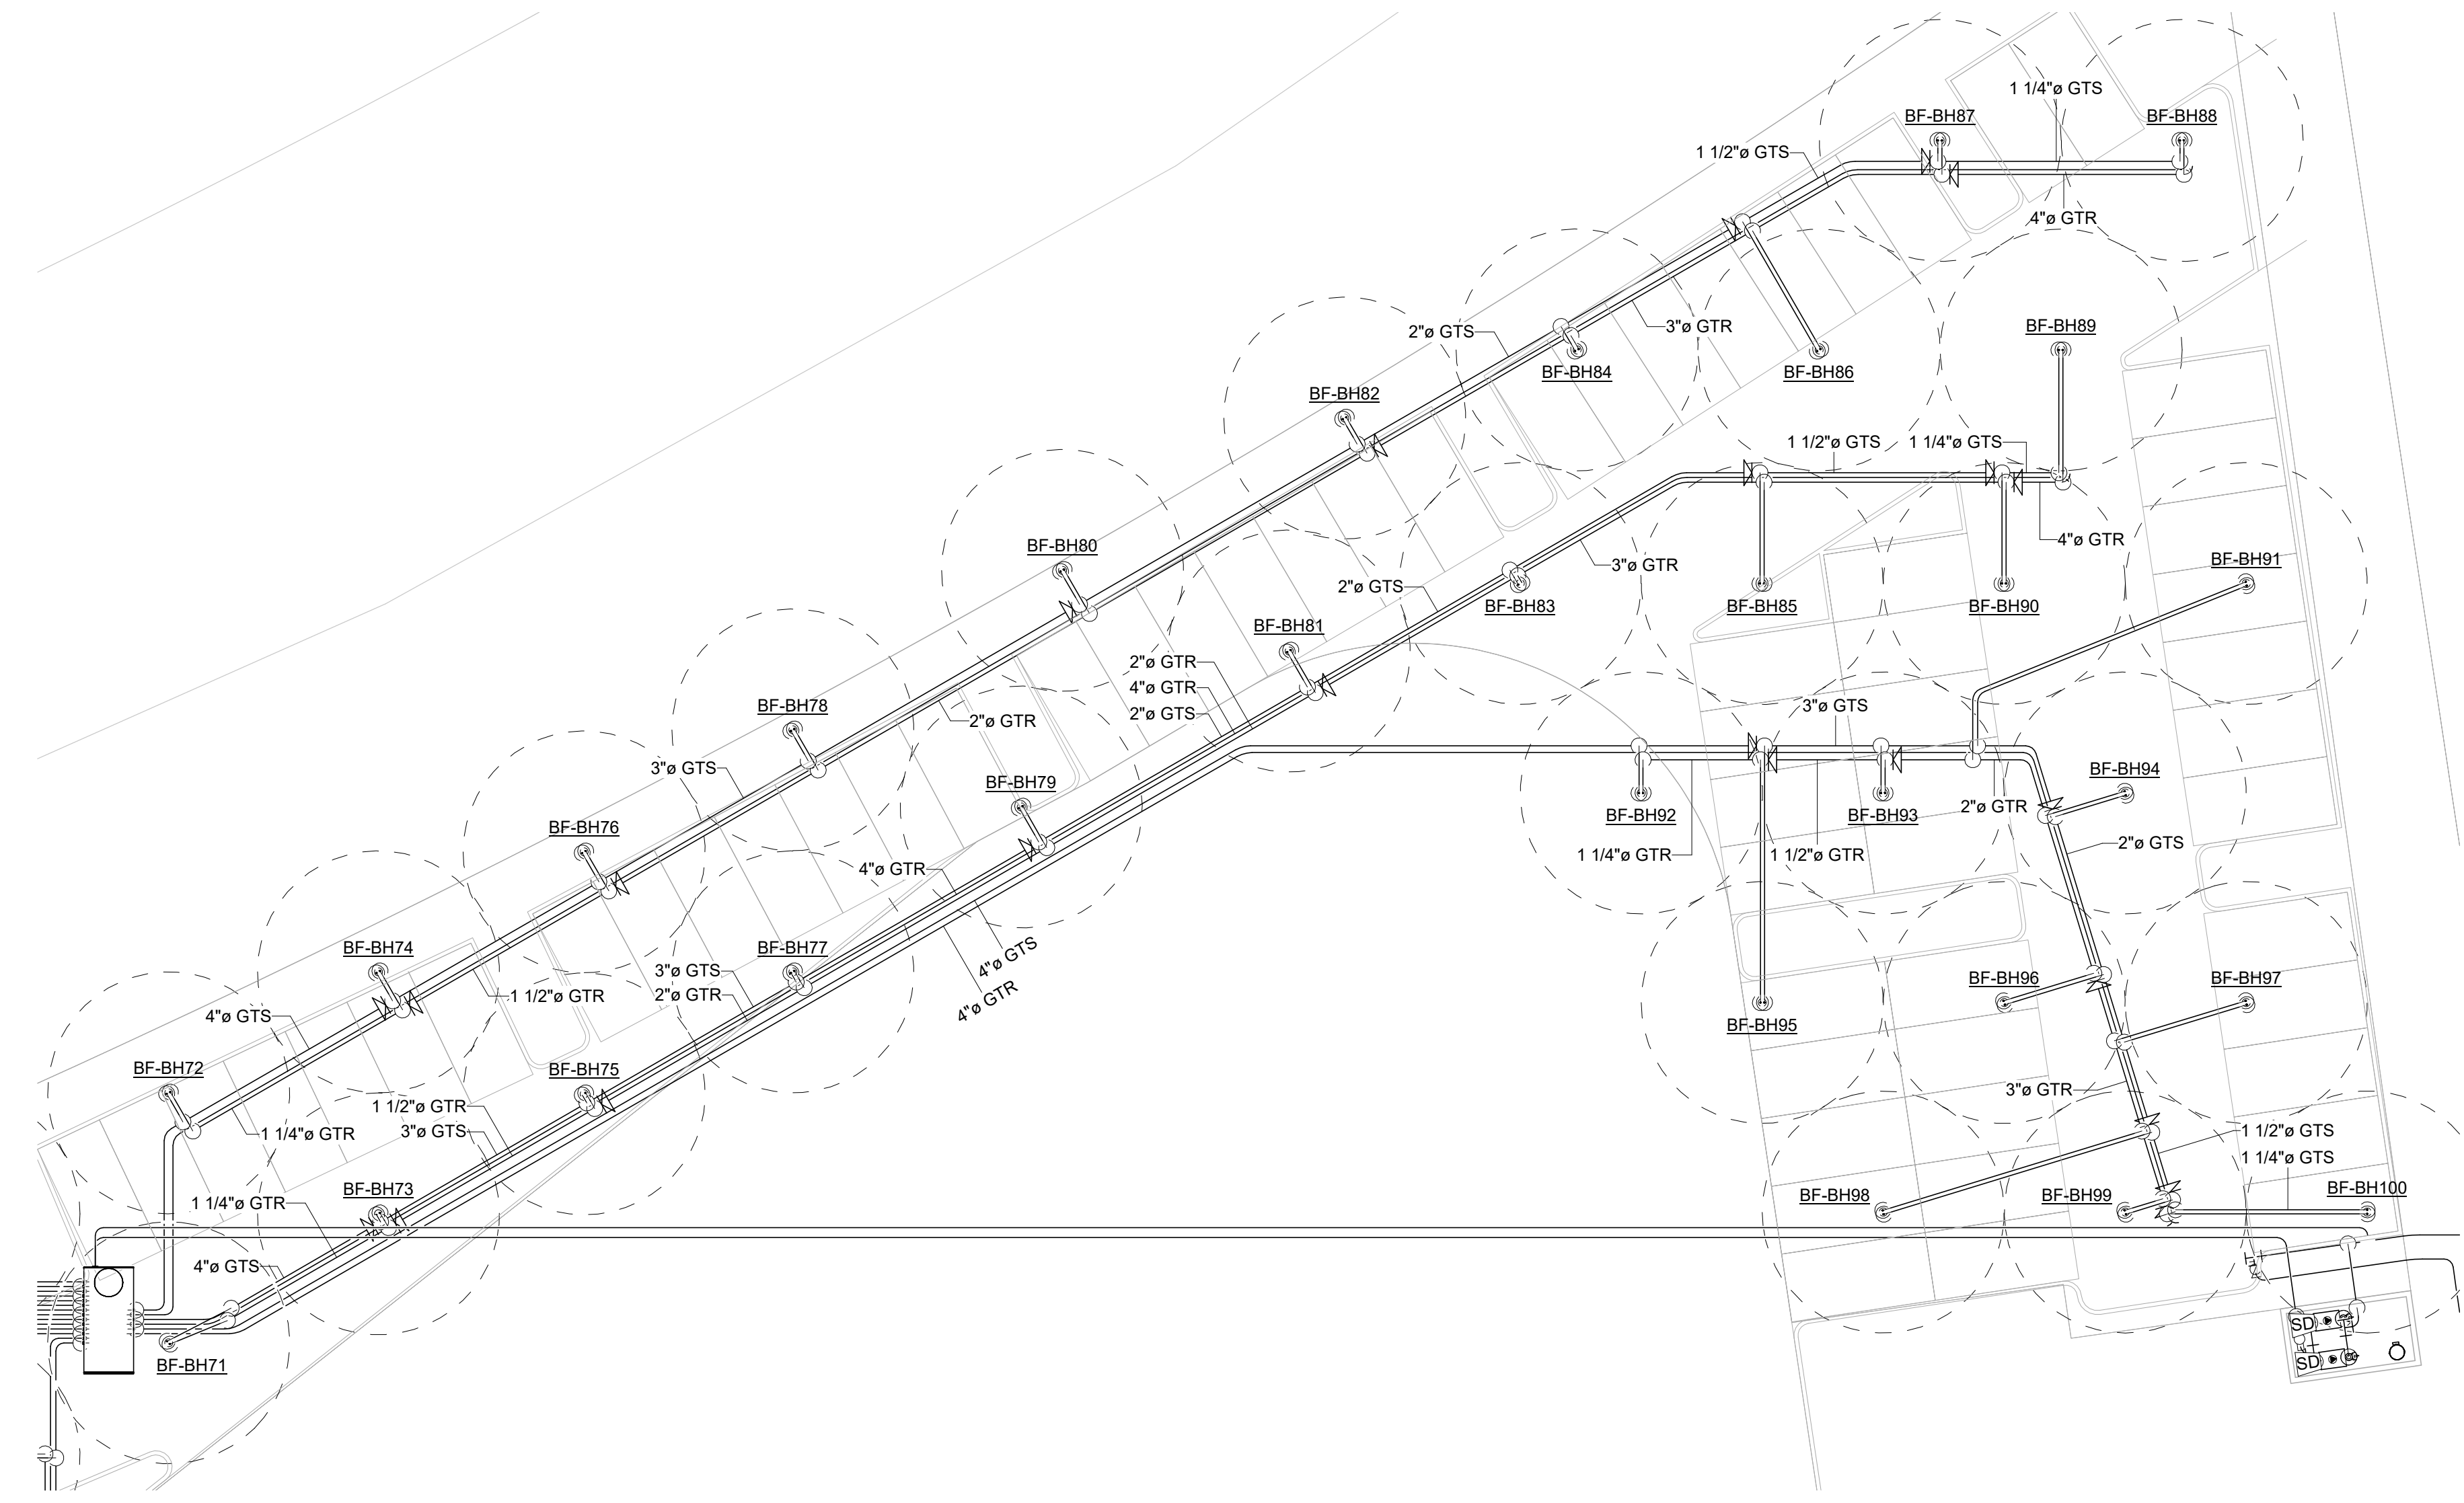 1 1/4"ø GTS
BF-BH87
BF-BH88
1 1/2"ø GTS
4"ø GTR
2"ø GTS
3"ø GTR
BF-BH89
BF-BH84
BF-BH86
BF-BH82
1 1/2"ø GTS
1 1/4"ø GTS
BF-BH80
4"ø GTR
BF-BH91
3"ø GTR
2"ø GTS
BF-BH83
BF-BH85
BF-BH90
BF-BH81
2"ø GTR
4"ø GTR
2"ø GTS
BF-BH78
2"ø GTR
3"ø GTS
3"ø GTS
BF-BH94
BF-BH79
BF-BH76
BF-BH92
BF-BH93
2"ø GTR
2"ø GTS
1 1/4"ø GTR
1 1/2"ø GTR
4"ø GTR
BF-BH74
BF-BH77
4"ø GTS
4"ø GTR
3"ø GTS
2"ø GTR
BF-BH96
BF-BH97
1 1/2"ø GTR
4"ø GTS
BF-BH95
BF-BH72
BF-BH75
3"ø GTR
1 1/2"ø GTR
3"ø GTS
1 1/4"ø GTR
1 1/2"ø GTS
1 1/4"ø GTS
BF-BH73
1 1/4"ø GTR
BF-BH98
BF-BH99
BF-BH100
4"ø GTS
BF-BH71
SD
SD